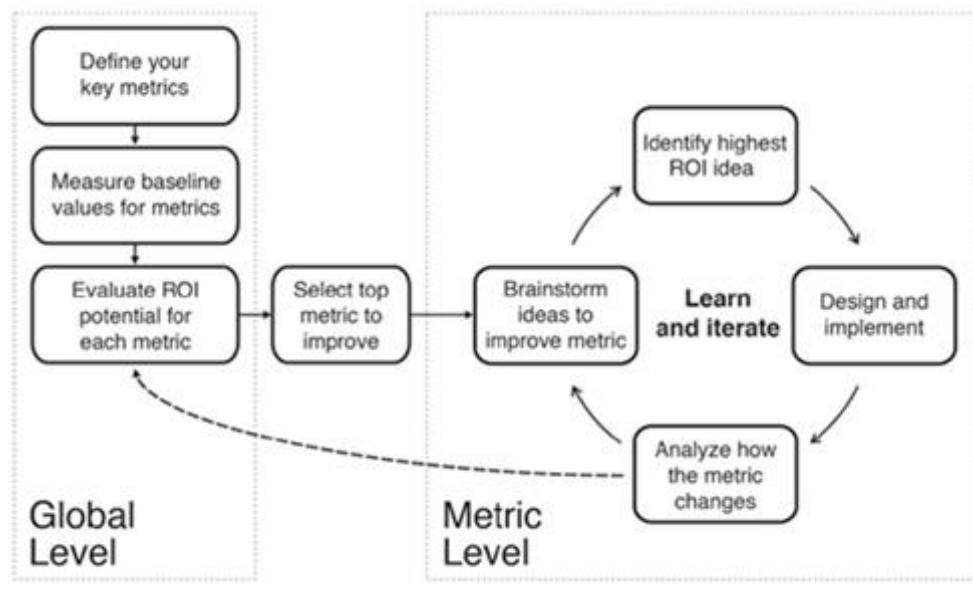 Define your
key metrics
Measure baseline
values for metrics
Evaluate ROI
potential for
each metric
Select top
metric to
improve
Brainstorm
ideas to
improve metric
Identify highest
ROI idea
Learn
and iterate
Design and
implement
Analyze how
the metric
changes
Global
Level
Metric
Level